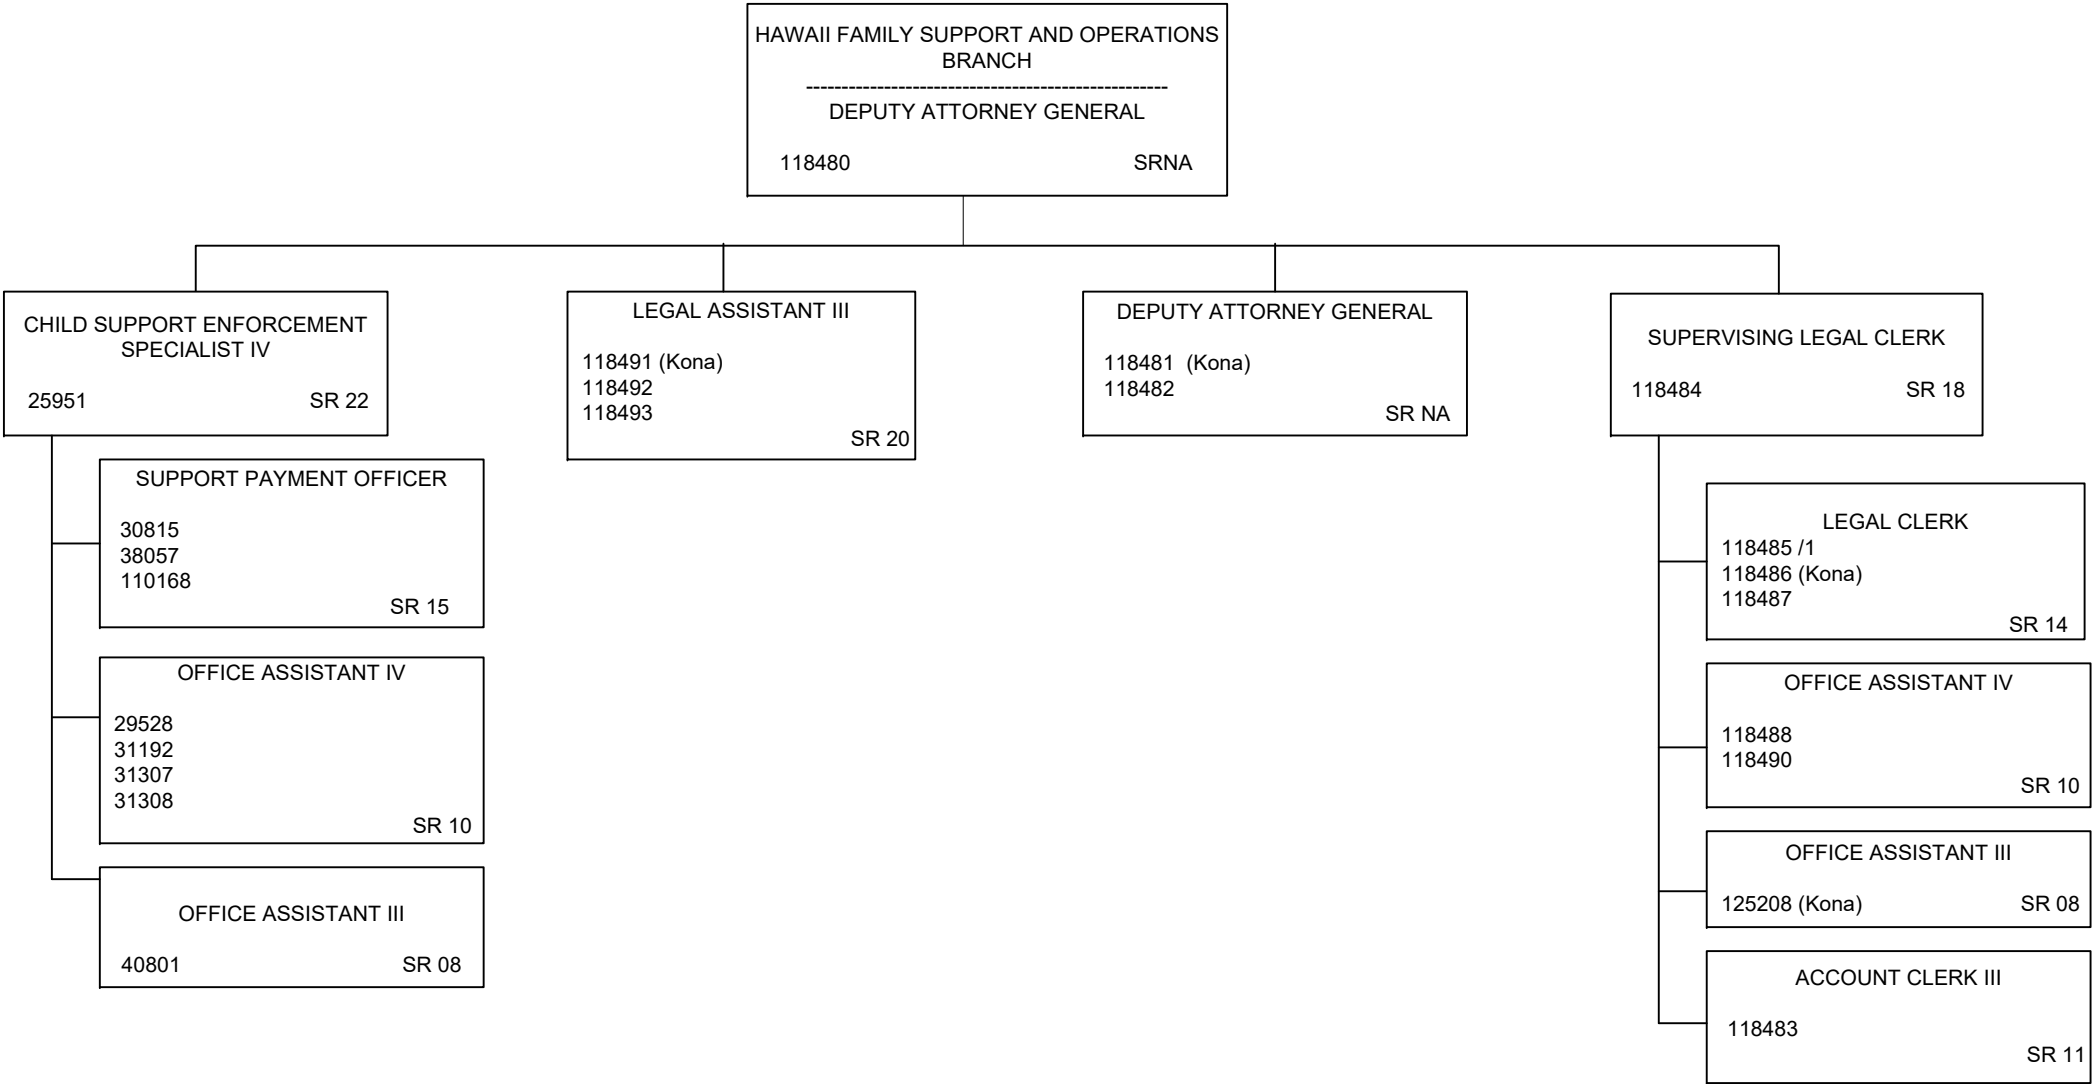 HAWAII FAMILY SUPPORT AND OPERATIONS
BRANCH
---------------------------------------------------
DEPUTY ATTORNEY GENERAL
118480 SRNA
CHILD SUPPORT ENFORCEMENT
SPECIALIST IV
25951 SR 22
SUPPORT PAYMENT OFFICER
30815
38057
110168
SR 15
OFFICE ASSISTANT IV
29528
31192
31307
31308
SR 10
OFFICE ASSISTANT III
40801 SR 08
LEGAL ASSISTANT III
118491 (Kona)
118492
118493
SR 20
DEPUTY ATTORNEY GENERAL
118481 (Kona)
118482
SR NA
SUPERVISING LEGAL CLERK
118484 SR 18
LEGAL CLERK
118485 /1
118486 (Kona)
118487
SR 14
OFFICE ASSISTANT IV
118488
118490
SR 10
OFFICE ASSISTANT III
125208 (Kona) SR 08
ACCOUNT CLERK III
118483
SR 11